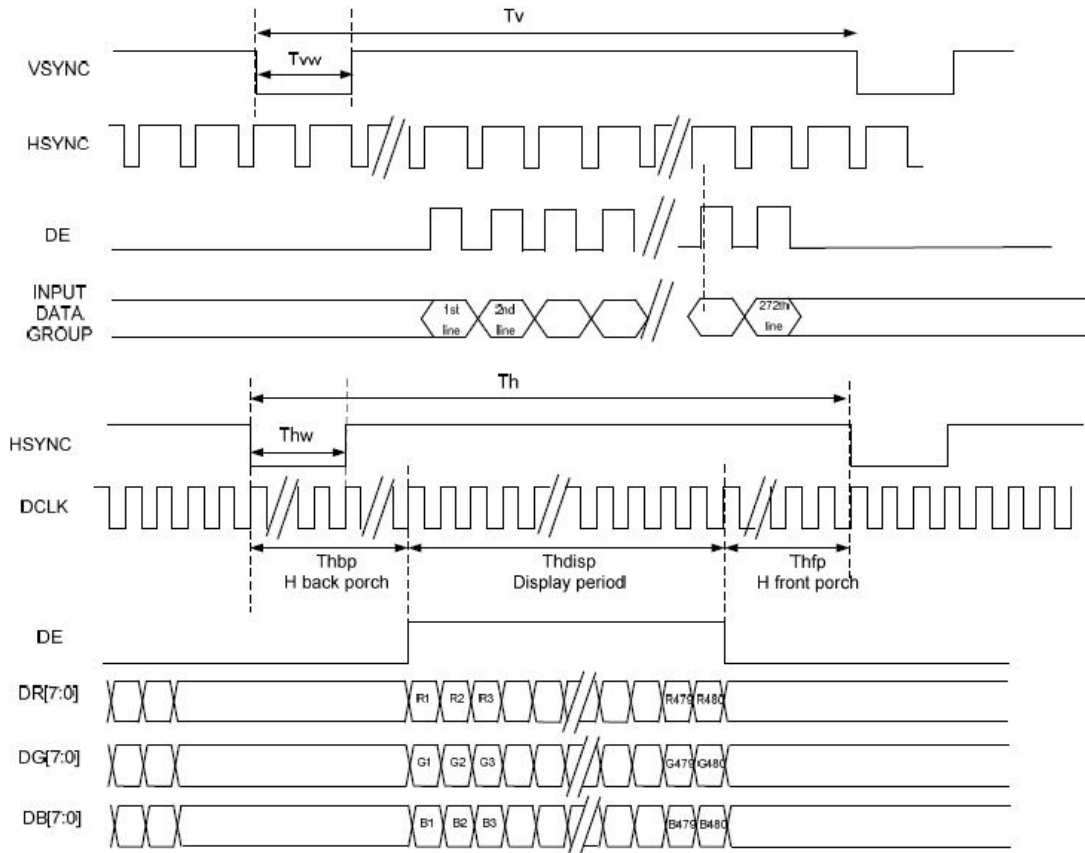 Tv
VSYNC
Tvw
HSYNC
DE
INPUT
DATA
GROUP
1st
line
2nd
line
272th
line
Th
HSYNC
Thw
DCLK
Thbp
H back porch
Thdisp
Display period
Thfp
H front porch
DE
DR[7:0]
R1 R2 R3 R479 R480
DG[7:0]
G1 G2 G3 G479 G480
DB[7:0]
B1 B2 B3 B479 B480